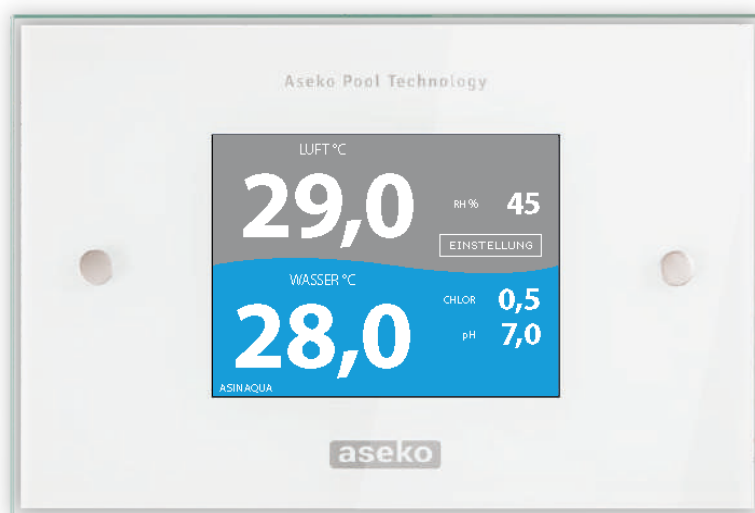 Aseko Pool Technology
LUFT °C
29,0
RH % 45
EINSTELLUNG
WASSER °C
28,0
CHLOR 0,5
pH 7,0
ASIN AQUA
aseko